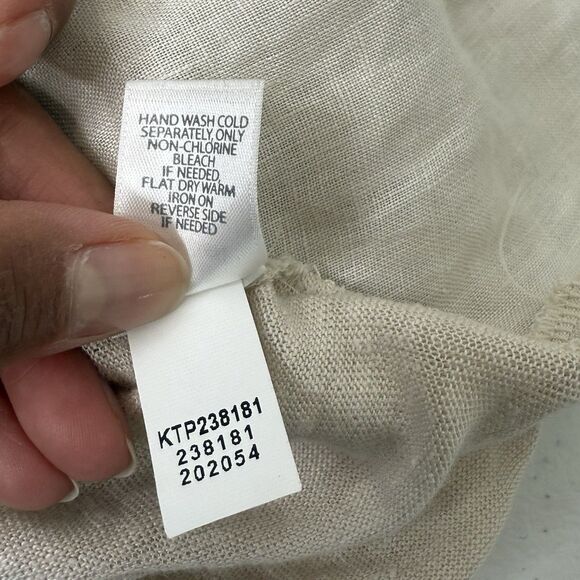 HAND WASH COLD
SEPARATELY, ONLY
NON-CHLORINE
BLEACH
IF NEEDED,
FLAT DRY WARM
IRON ON
REVERSE SIDE
IF NEEDED
KTP238181
238181
202054